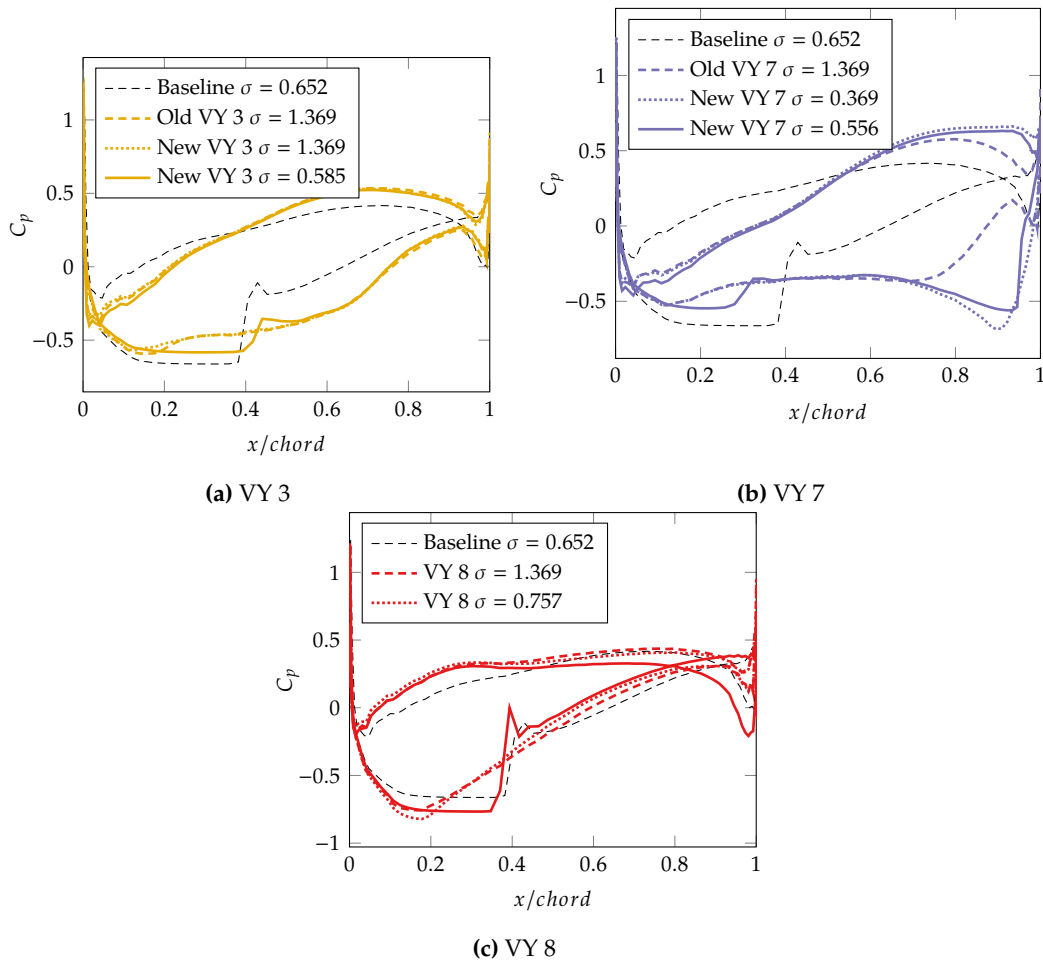 Baseline σ = 0.652
Old VY 3 σ = 1.369
New VY 3 σ = 1.369
New VY 3 σ = 0.585
1
0.5
0
−0.5
C_p
0 0.2 0.4 0.6 0.8 1
x/chord
(a) VY 3
Baseline σ = 0.652
Old VY 7 σ = 1.369
New VY 7 σ = 0.369
New VY 7 σ = 0.556
1
0.5
0
−0.5
C_p
0 0.2 0.4 0.6 0.8 1
x/chord
(b) VY 7
Baseline σ = 0.652
VY 8 σ = 1.369
VY 8 σ = 0.757
1
0.5
0
−0.5
−1
C_p
0 0.2 0.4 0.6 0.8 1
x/chord
(c) VY 8